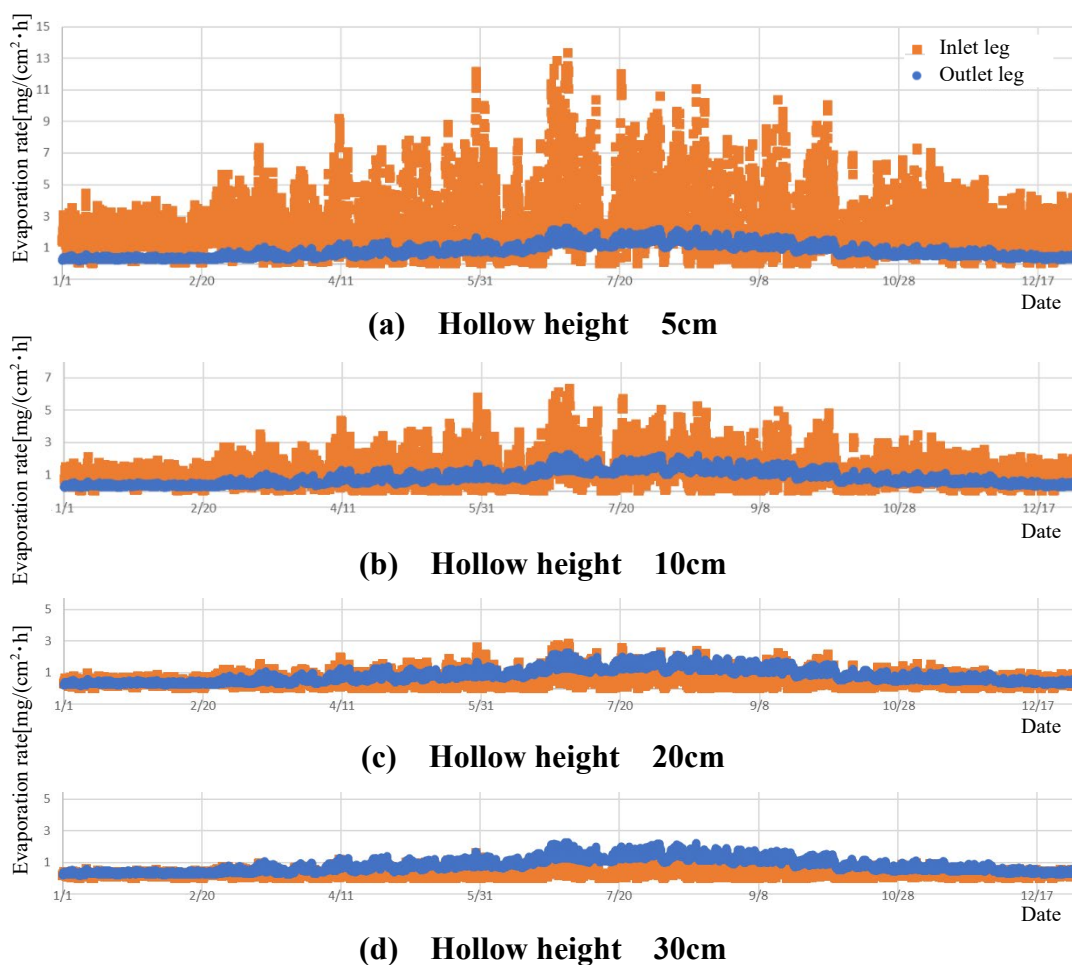 Evaporation rate[mg/(cm²·h]
15
13
11
9
7
5
3
1
Inlet leg
Outlet leg
1/1 2/20 4/11 5/31 7/20 9/8 10/28 12/17
Date
(a) Hollow height 5cm
Evaporation rate[mg/(cm²·h]
7
5
3
1
1/1 2/20 4/11 5/31 7/20 9/8 10/28 12/17
Date
(b) Hollow height 10cm
Evaporation rate[mg/(cm²·h]
5
3
1
1/1 2/20 4/11 5/31 7/20 9/8 10/28 12/17
Date
(c) Hollow height 20cm
5
3
1
1/1 2/20 4/11 5/31 7/20 9/8 10/28 12/17
Date
(d) Hollow height 30cm